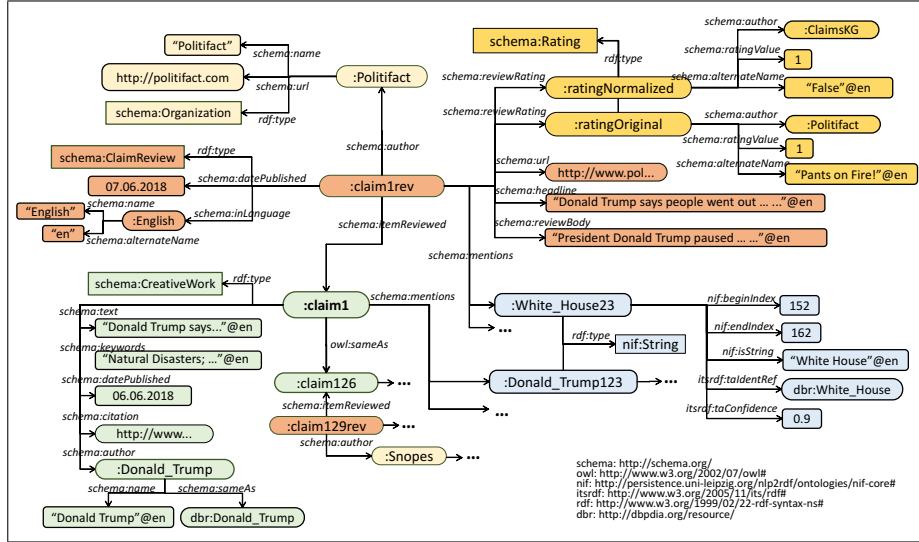 "Politifact"
schema:name
http://politifact.com
schema:url
:Politifact
schema:Organization
rdf:type
schema:author
schema:Rating
rdf:type
schema:author
:ClaimsKG
schema:ratingValue
1
schema:reviewRating
:ratingNormalized
schema:alternateName
"False"@en
schema:reviewRating
:ratingOriginal
schema:author
:Politifact
schema:ratingValue
1
schema:alternateName
"Pants on Fire!"@en
rdf:type
schema:ClaimReview
schema:datePublished
07.06.2018
:claim1rev
schema:url
http://www.pol...
schema:headline
"Donald Trump says people went out ... ..."@en
schema:reviewBody
"President Donald Trump paused ... ..."@en
schema:name
"English"
:English
schema:inLanguage
"en"
schema:alternateName
schema:itemReviewed
schema:mentions
rdf:type
schema:CreativeWork
:claim1
schema:mentions
schema:text
"Donald Trump says..."@en
schema:keywords
"Natural Disasters; ..."@en
schema:datePublished
06.06.2018
schema:citation
http://www...
schema:author
:Donald_Trump
schema:name
schema:sameAs
"Donald Trump"@en
dbr:Donald_Trump
owl:sameAs
:claim126
...
schema:itemReviewed
:claim129rev
...
schema:author
:Snopes
...
:White_House23
...
rdf:type
nif:String
:Donald_Trump123
...
...
nif:beginIndex
152
nif:endIndex
162
nif:isString
"White House"@en
itsrdf:taIdentRef
dbr:White_House
itsrdf:taConfidence
0.9
schema: http://schema.org/
owl: http://www.w3.org/2002/07/owl#
nif: http://persistence.uni-leipzig.org/nlp2rdf/ontologies/nif-core#
itsrdf: http://www.w3.org/2005/11/its/rdf#
rdf: http://www.w3.org/1999/02/22-rdf-syntax-ns#
dbr: http://dbpdia.org/resource/